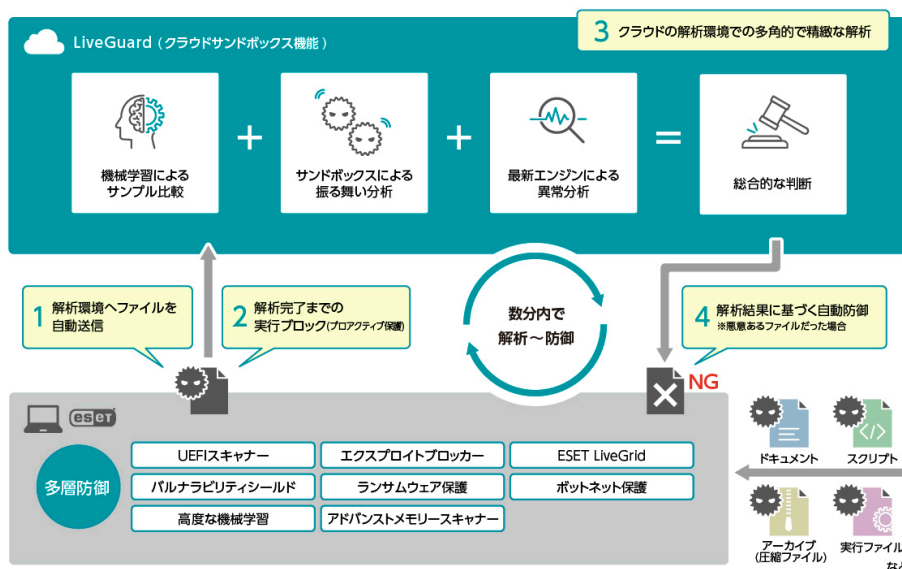 LiveGuard（クラウドサンドボックス機能）
3 クラウドの解析環境での多角的で精緻な解析
機械学習による
サンプル比較
+
サンドボックスによる
振る舞い分析
+
最新エンジンによる
異常分析
=
総合的な判断
1 解析環境へファイルを
自動送信
2 解析完了までの
実行ブロック(プロアクティブ保護)
数分内で
解析～防御
4 解析結果に基づく自動防御
※悪意あるファイルだった場合
NG
eset
多層防御
UEFIスキャナー
エクスプロイトブロッカー
ESET LiveGrid
バルナラビリティシールド
ランサムウェア保護
ボットネット保護
高度な機械学習
アドバンストメモリースキャナー
ドキュメント
スクリプト
</>
アーカイブ
(圧縮ファイル)
実行ファイル